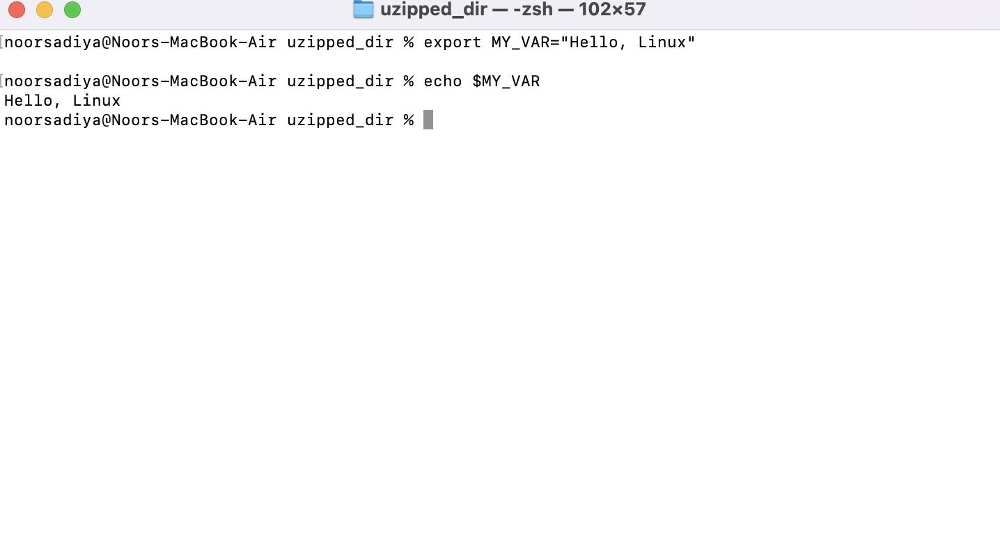 uzipped_dir — -zsh — 102×57
noorsadiya@Noors-MacBook-Air uzipped_dir % export MY_VAR="Hello, Linux"
noorsadiya@Noors-MacBook-Air uzipped_dir % echo $MY_VAR
Hello, Linux
noorsadiya@Noors-MacBook-Air uzipped_dir %